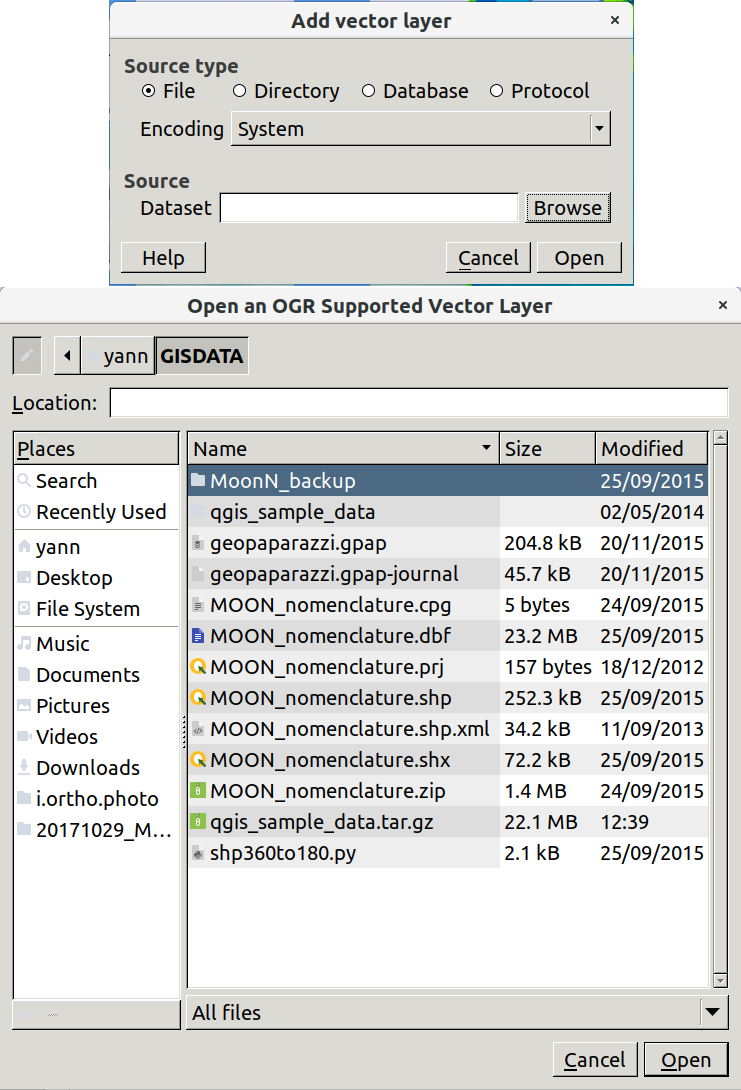 Add vector layer ×
Source type
File Directory Database Protocol
Encoding System
Source
Dataset Browse
Help Cancel Open
Open an OGR Supported Vector Layer ×
yann GISDATA
Location:
Places Name Size Modified
Search MoonN_backup 25/09/2015
Recently Used qgis_sample_data 02/05/2014
yann geopaparazzi.gpap 204.8 kB 20/11/2015
Desktop geopaparazzi.gpap-journal 45.7 kB 20/11/2015
File System MOON_nomenclature.cpg 5 bytes 24/09/2015
Music MOON_nomenclature.dbf 23.2 MB 25/09/2015
Documents MOON_nomenclature.prj 157 bytes 18/12/2012
Pictures MOON_nomenclature.shp 252.3 kB 25/09/2015
Videos MOON_nomenclature.shp.xml 34.2 kB 11/09/2013
Downloads MOON_nomenclature.shx 72.2 kB 25/09/2015
i.ortho.photo MOON_nomenclature.zip 1.4 MB 24/09/2015
20171029_M... qgis_sample_data.tar.gz 22.1 MB 12:39
shp360to180.py 2.1 kB 25/09/2015
All files
Cancel Open